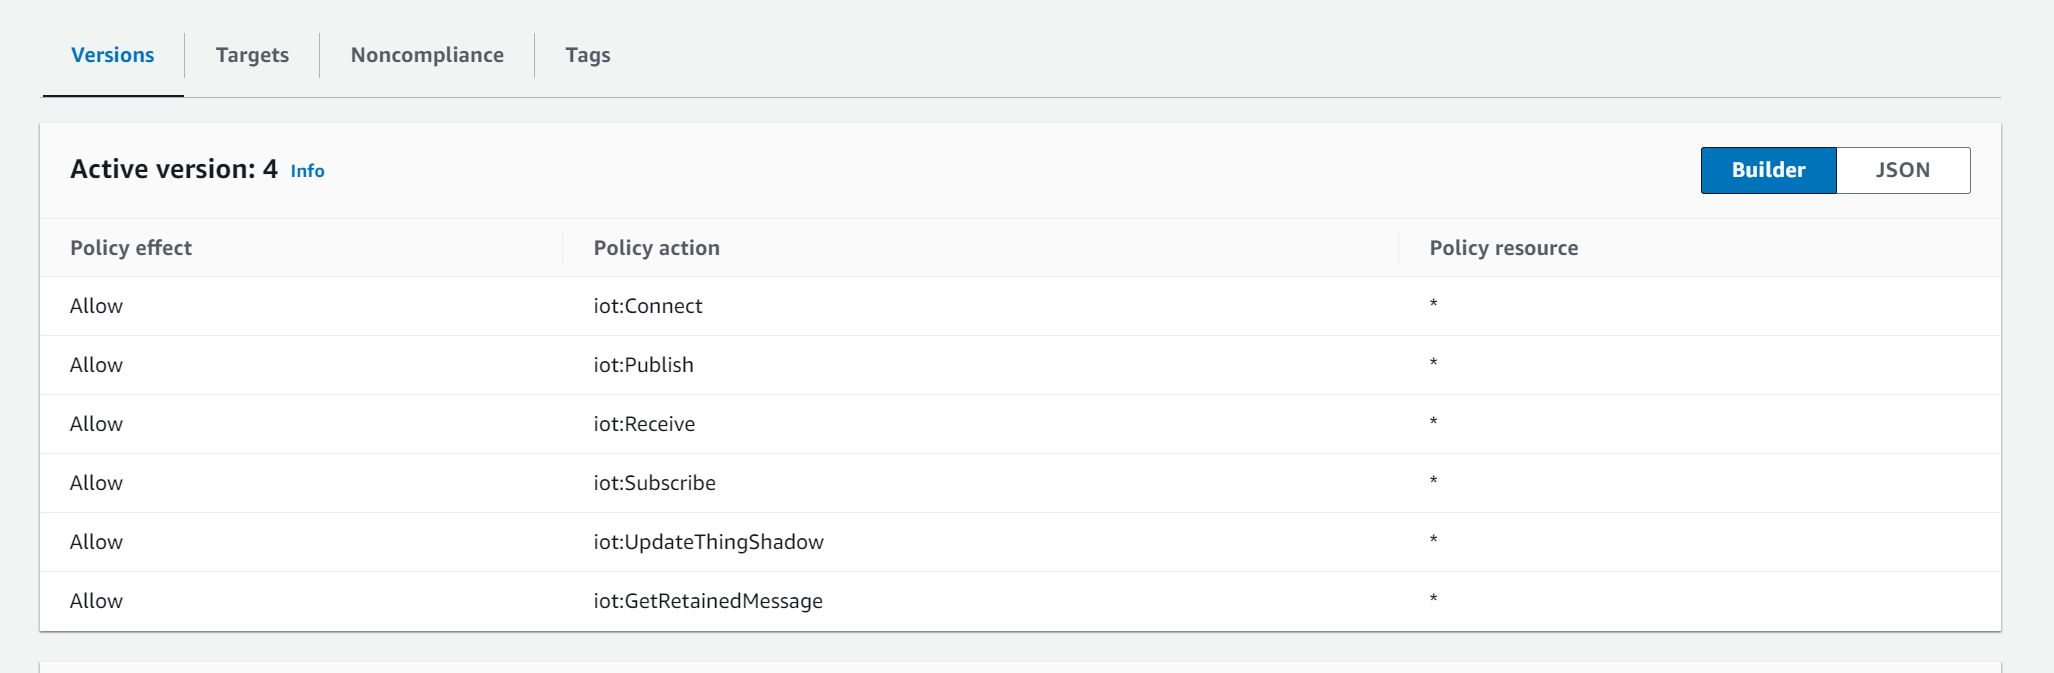 Versions Targets Noncompliance Tags
Active version: 4 Info Builder JSON
Policy effect Policy action Policy resource
Allow iot:Connect *
Allow iot:Publish *
Allow iot:Receive *
Allow iot:Subscribe *
Allow iot:UpdateThingShadow *
Allow iot:GetRetainedMessage *